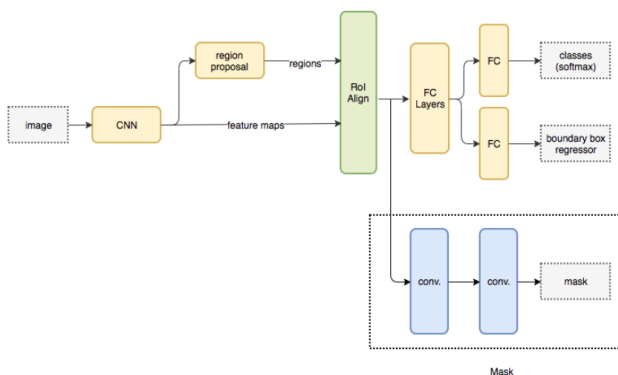 region
proposal
regions
RoI
Align
FC
Layers
FC
classes
(softmax)
image
CNN
feature maps
FC
boundary box
regressor
conv.
conv.
mask
Mask